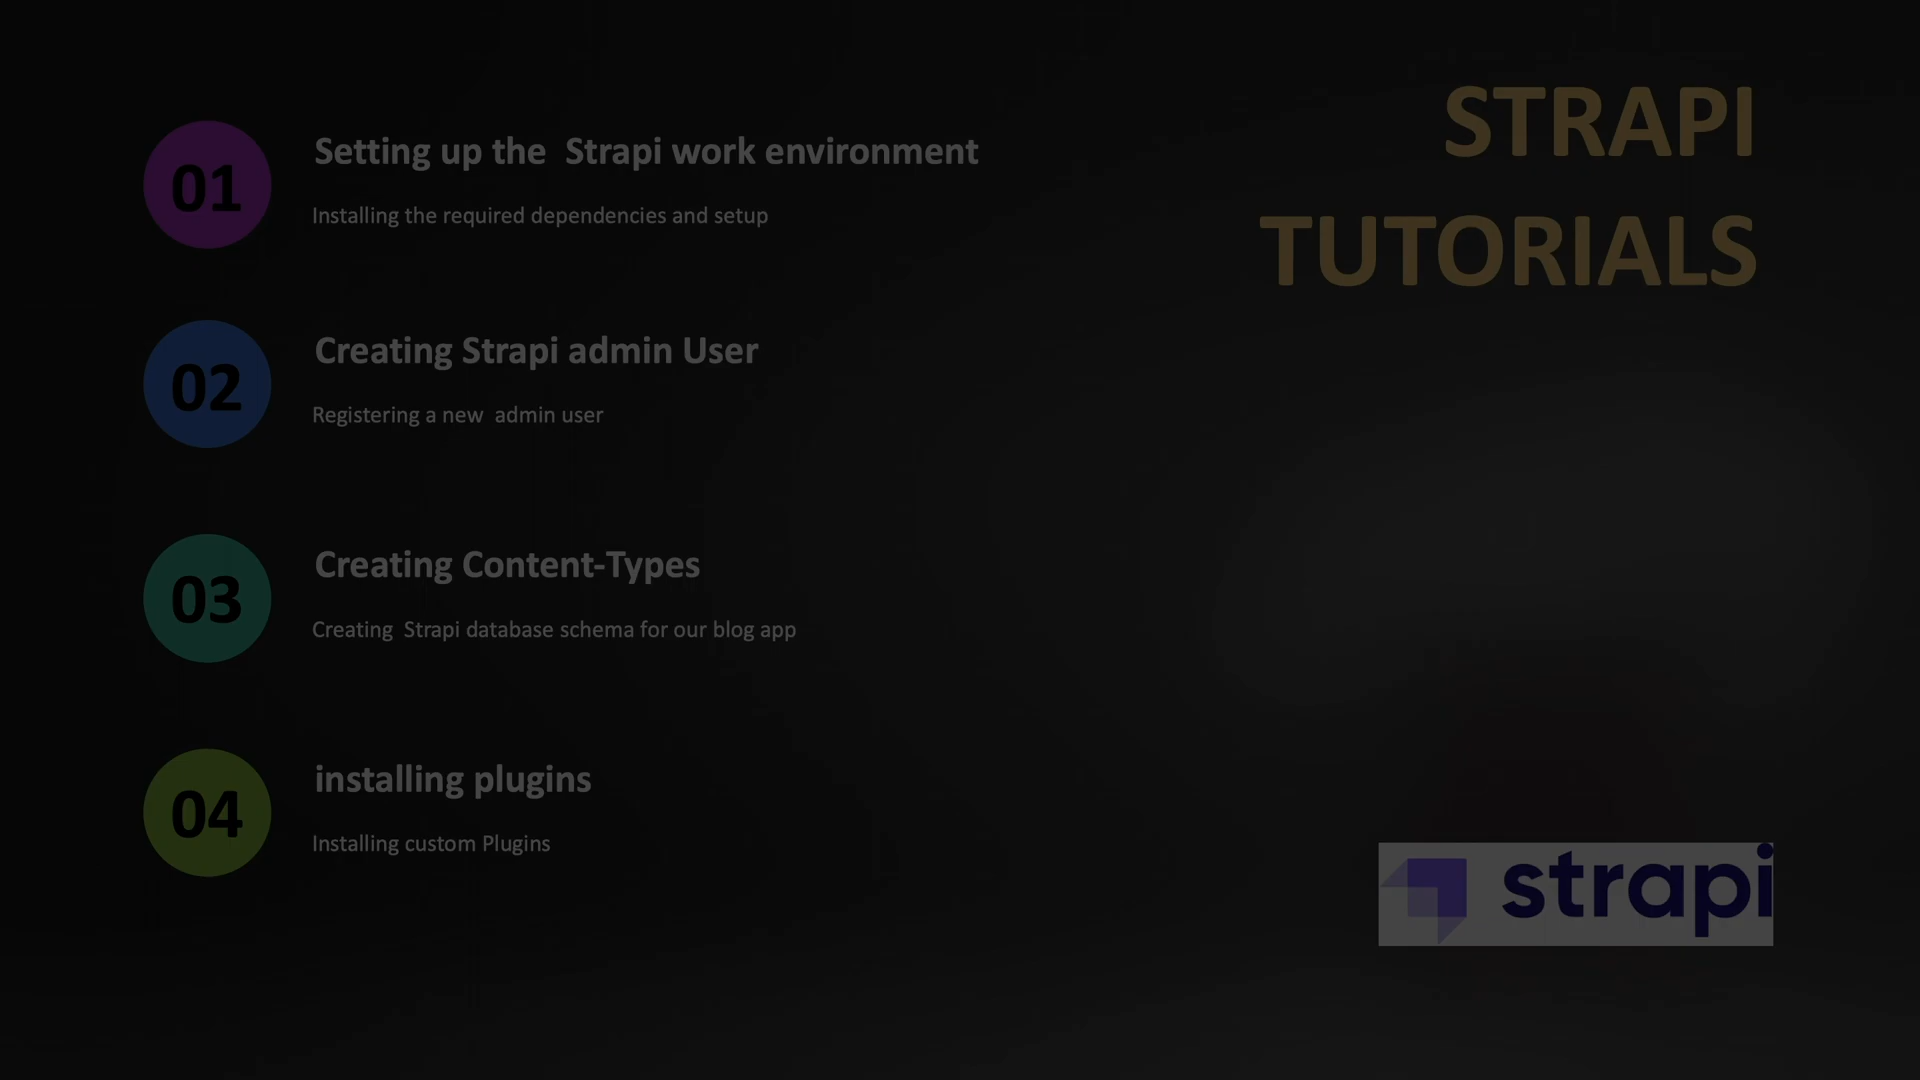 STRAPI
TUTORIALS
01
Setting up the  Strapi work environment
Installing the required dependencies and setup
02
Creating Strapi admin User
Registering a new  admin user
03
Creating Content-Types
Creating  Strapi database schema for our blog app
04
installing plugins
Installing custom Plugins
strapi